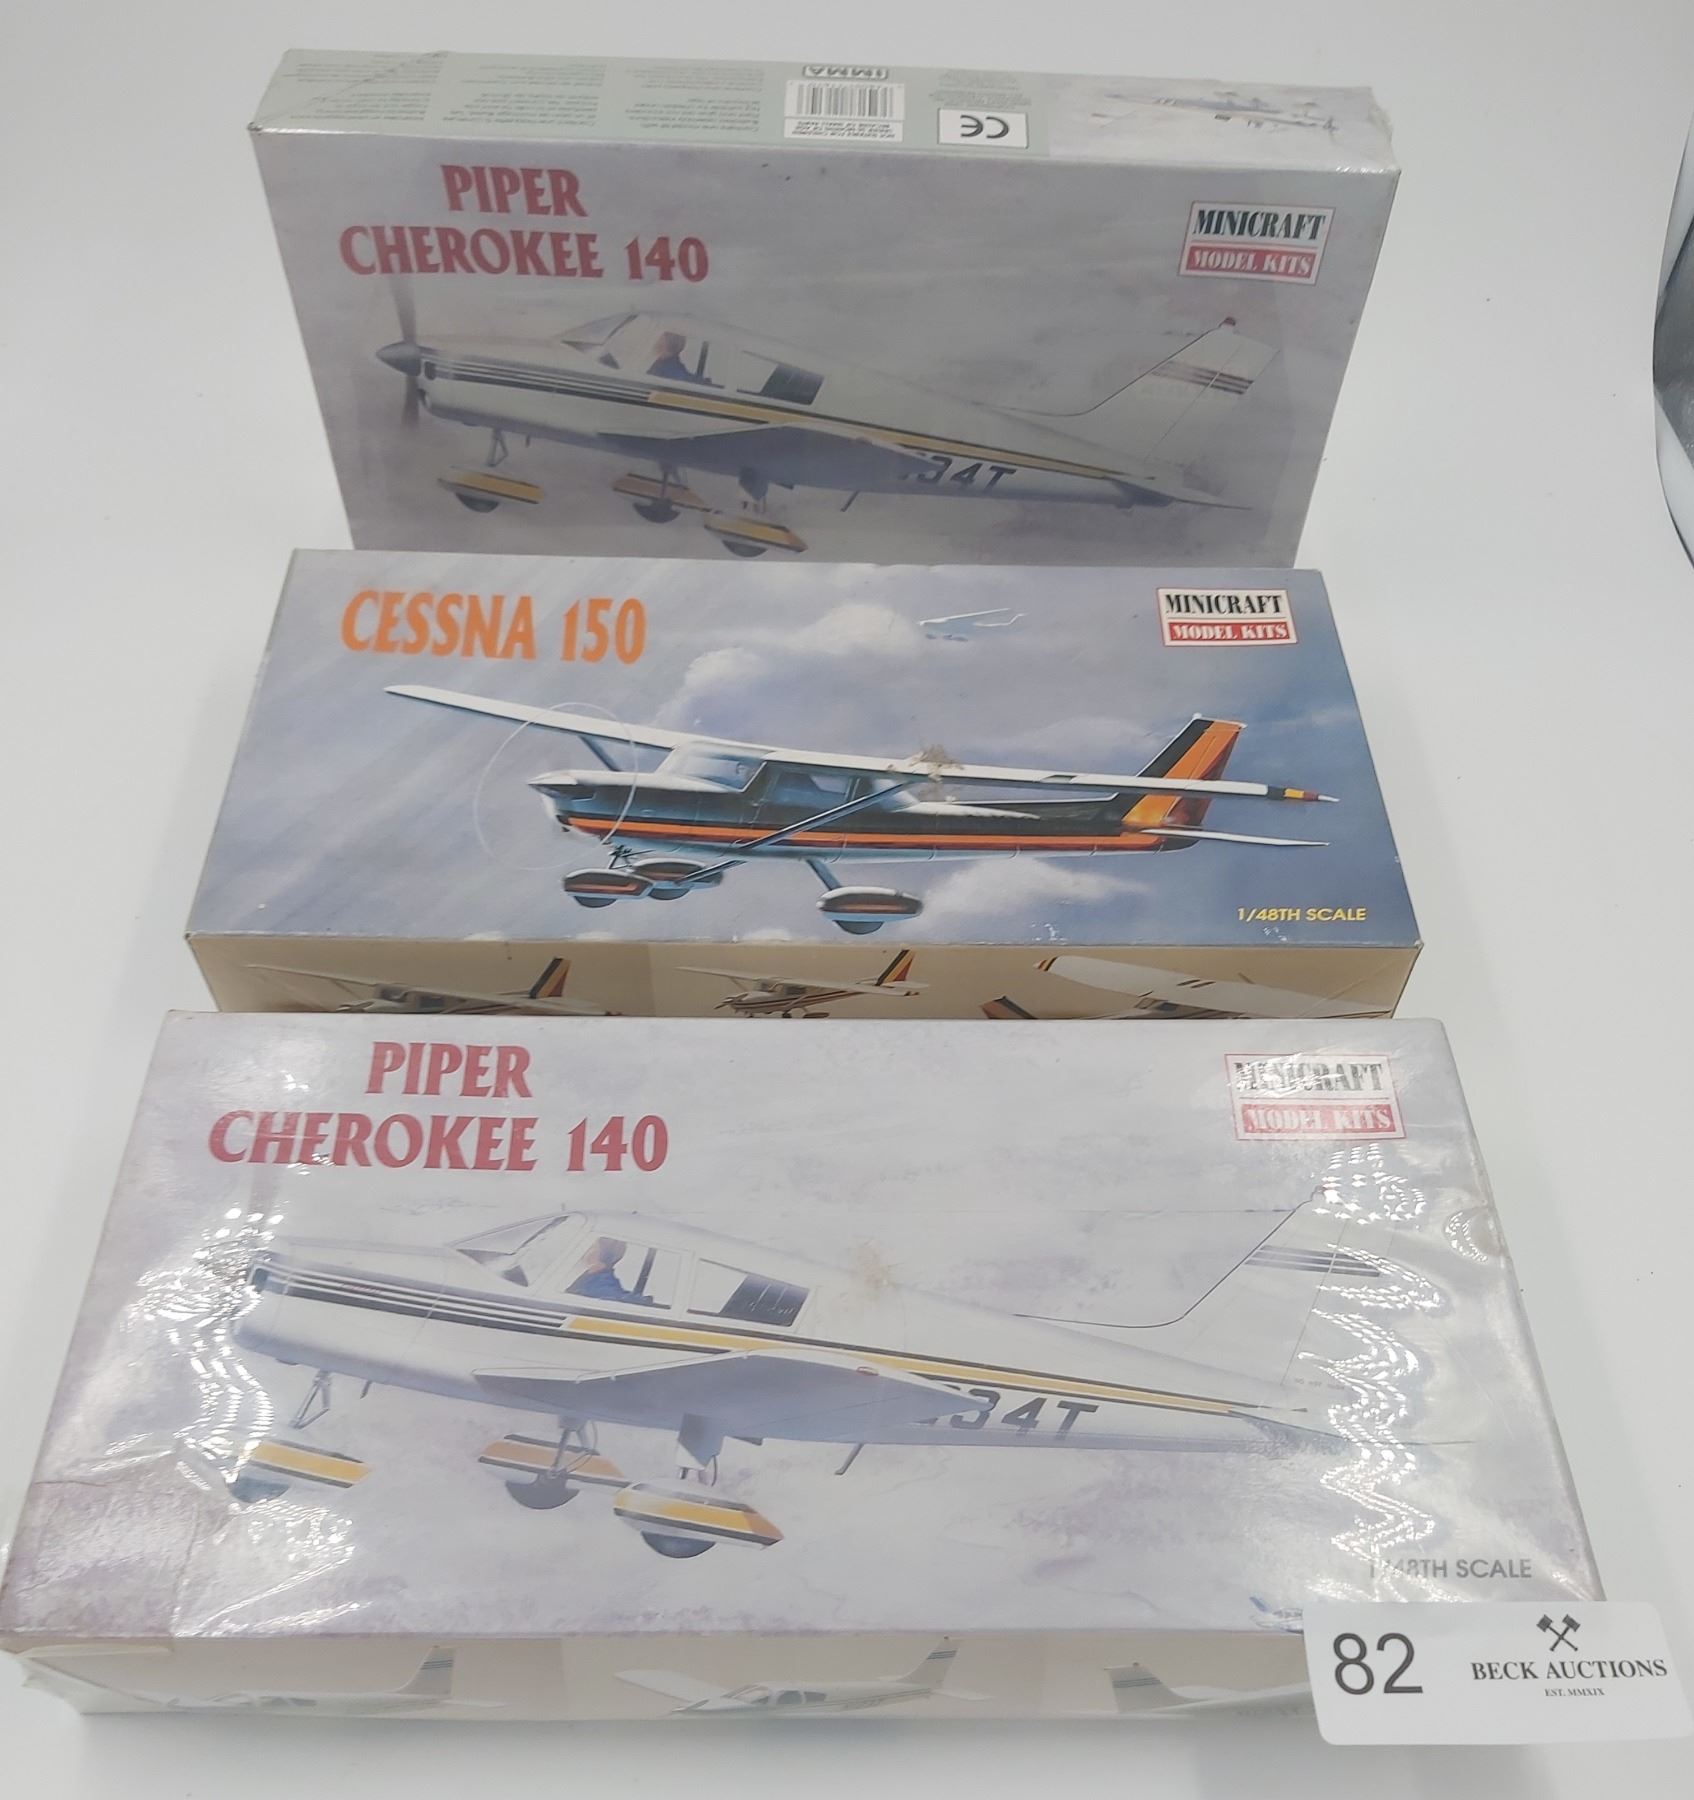 IMMA
CE
PIPER
CHEROKEE 140
MINICRAFT
MODEL KITS
34T
CESSNA 150
MINICRAFT
MODEL KITS
1/48TH SCALE
PIPER
CHEROKEE 140
MINICRAFT
MODEL KITS
34T
1/48TH SCALE
82
BECK AUCTIONS
EST. MMXIX